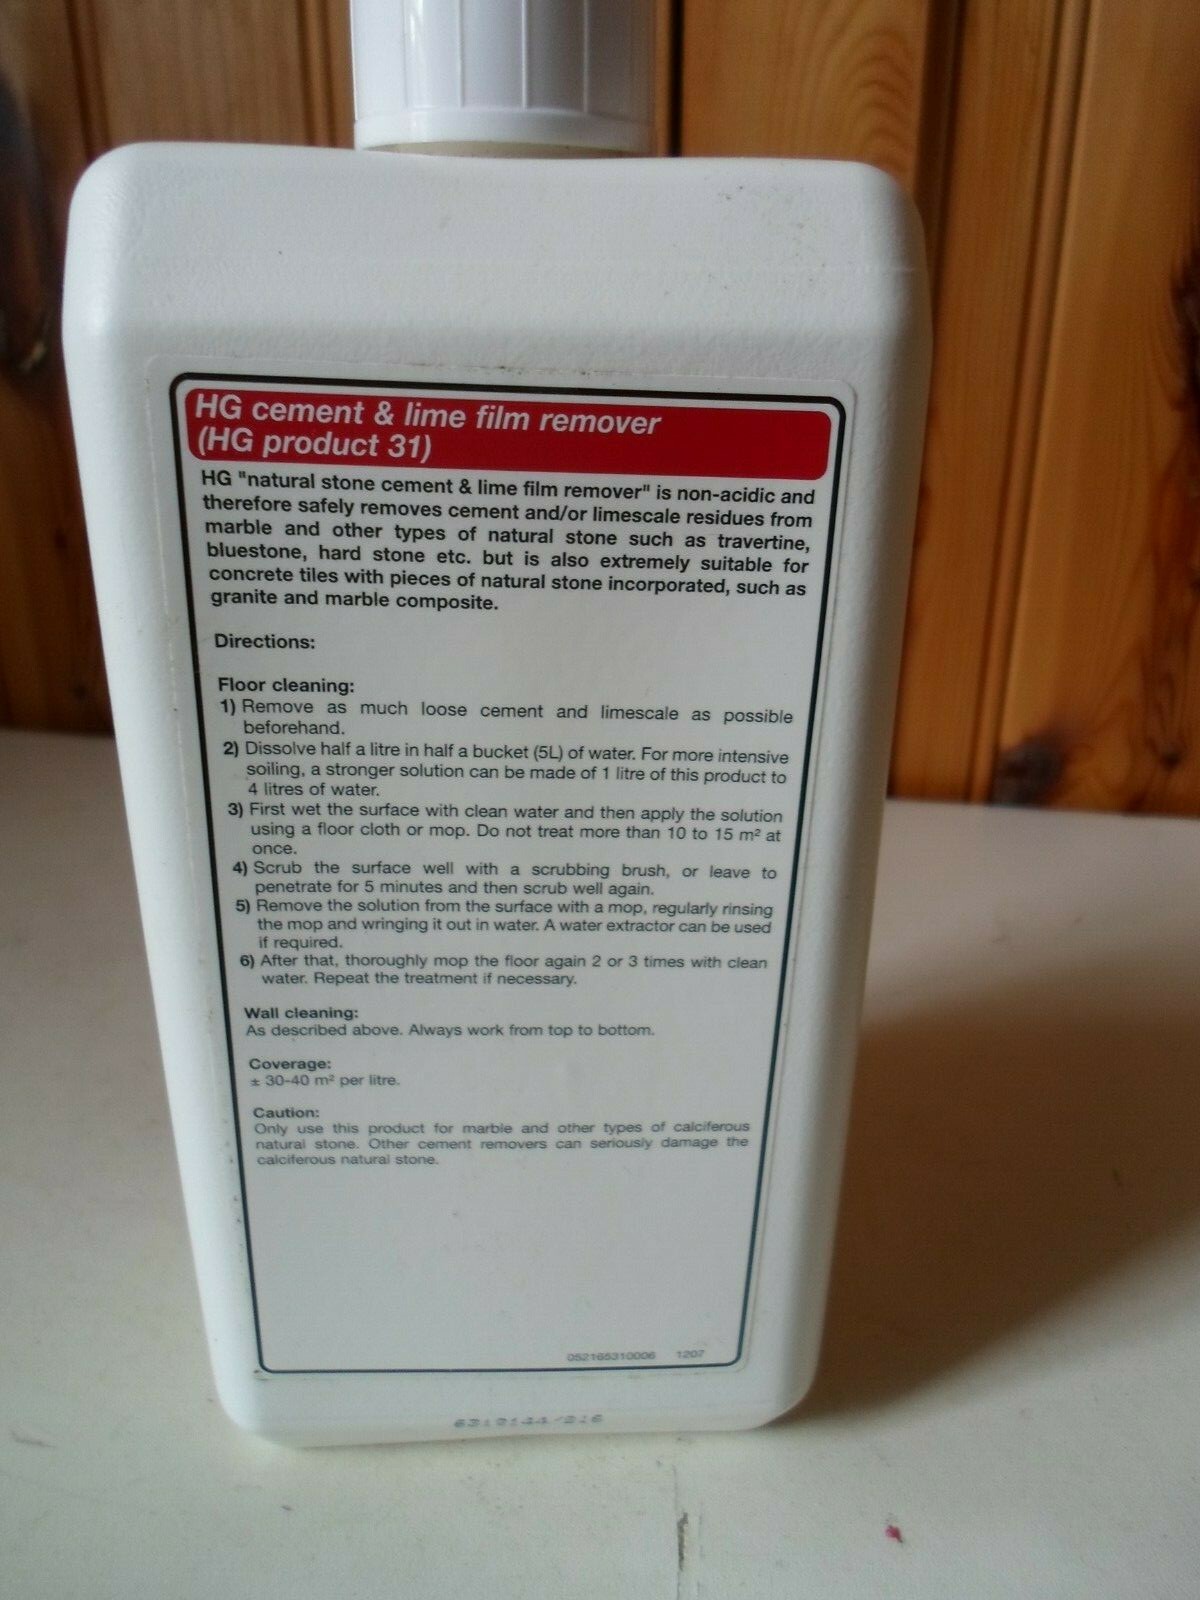 HG cement & lime film remover
(HG product 31)
HG "natural stone cement & lime film remover" is non-acidic and
therefore safely removes cement and/or limescale residues from
marble and other types of natural stone such as travertine,
bluestone, hard stone etc. but is also extremely suitable for
concrete tiles with pieces of natural stone incorporated, such as
granite and marble composite.
Directions:
Floor cleaning:
1) Remove as much loose cement and limescale as possible
beforehand.
2) Dissolve half a litre in half a bucket (5L) of water. For more intensive
soiling, a stronger solution can be made of 1 litre of this product to
4 litres of water.
3) First wet the surface with clean water and then apply the solution
using a floor cloth or mop. Do not treat more than 10 to 15 m² at
once.
4) Scrub the surface well with a scrubbing brush, or leave to
penetrate for 5 minutes and then scrub well again.
5) Remove the solution from the surface with a mop, regularly rinsing
the mop and wringing it out in water. A water extractor can be used
if required.
6) After that, thoroughly mop the floor again 2 or 3 times with clean
water. Repeat the treatment if necessary.
Wall cleaning:
As described above. Always work from top to bottom.
Coverage:
± 30-40 m² per litre.
Caution:
Only use this product for marble and other types of calciferous
natural stone. Other cement removers can seriously damage the
calciferous natural stone.
052165310006 1207